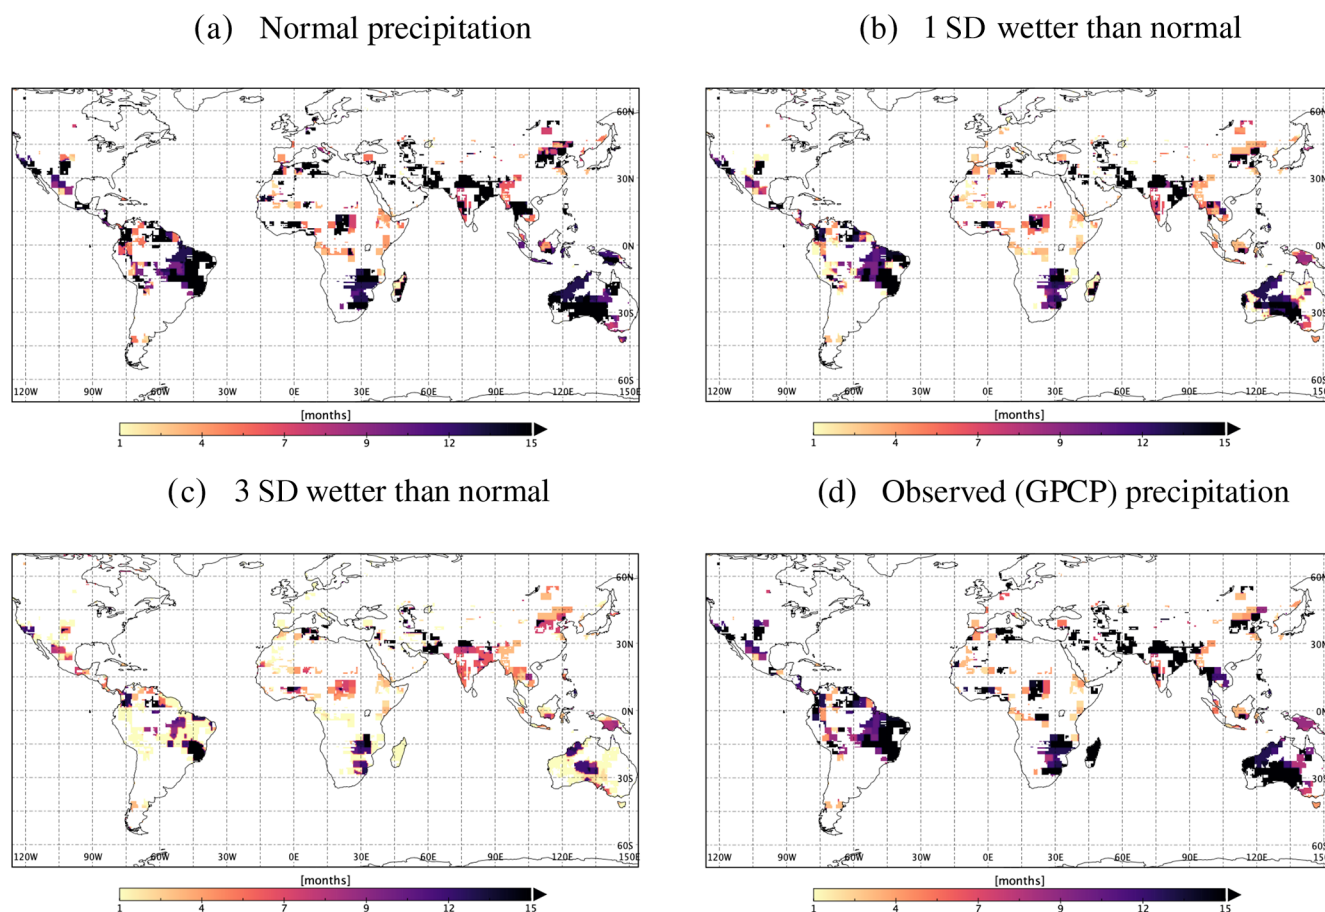 (a) Normal precipitation
(b) 1 SD wetter than normal
60N
30N
0N
30S
60S
120W 90W 60W 30W 0E 30E 60E 90E 120E 150E
60N
30N
0N
30S
60S
120W 90W 60W 30W 0E 30E 60E 90E 120E 150E
[months]
1 4 7 9 12 15
[months]
1 4 7 9 12 15
(c) 3 SD wetter than normal
(d) Observed (GPCP) precipitation
60N
30N
0N
30S
60S
120W 90W 60W 30W 0E 30E 60E 90E 120E 150E
60N
30N
0N
30S
60S
120W 90W 60W 30W 0E 30E 60E 90E 120E 150E
[months]
1 4 7 9 12 15
[months]
1 4 7 9 12 15